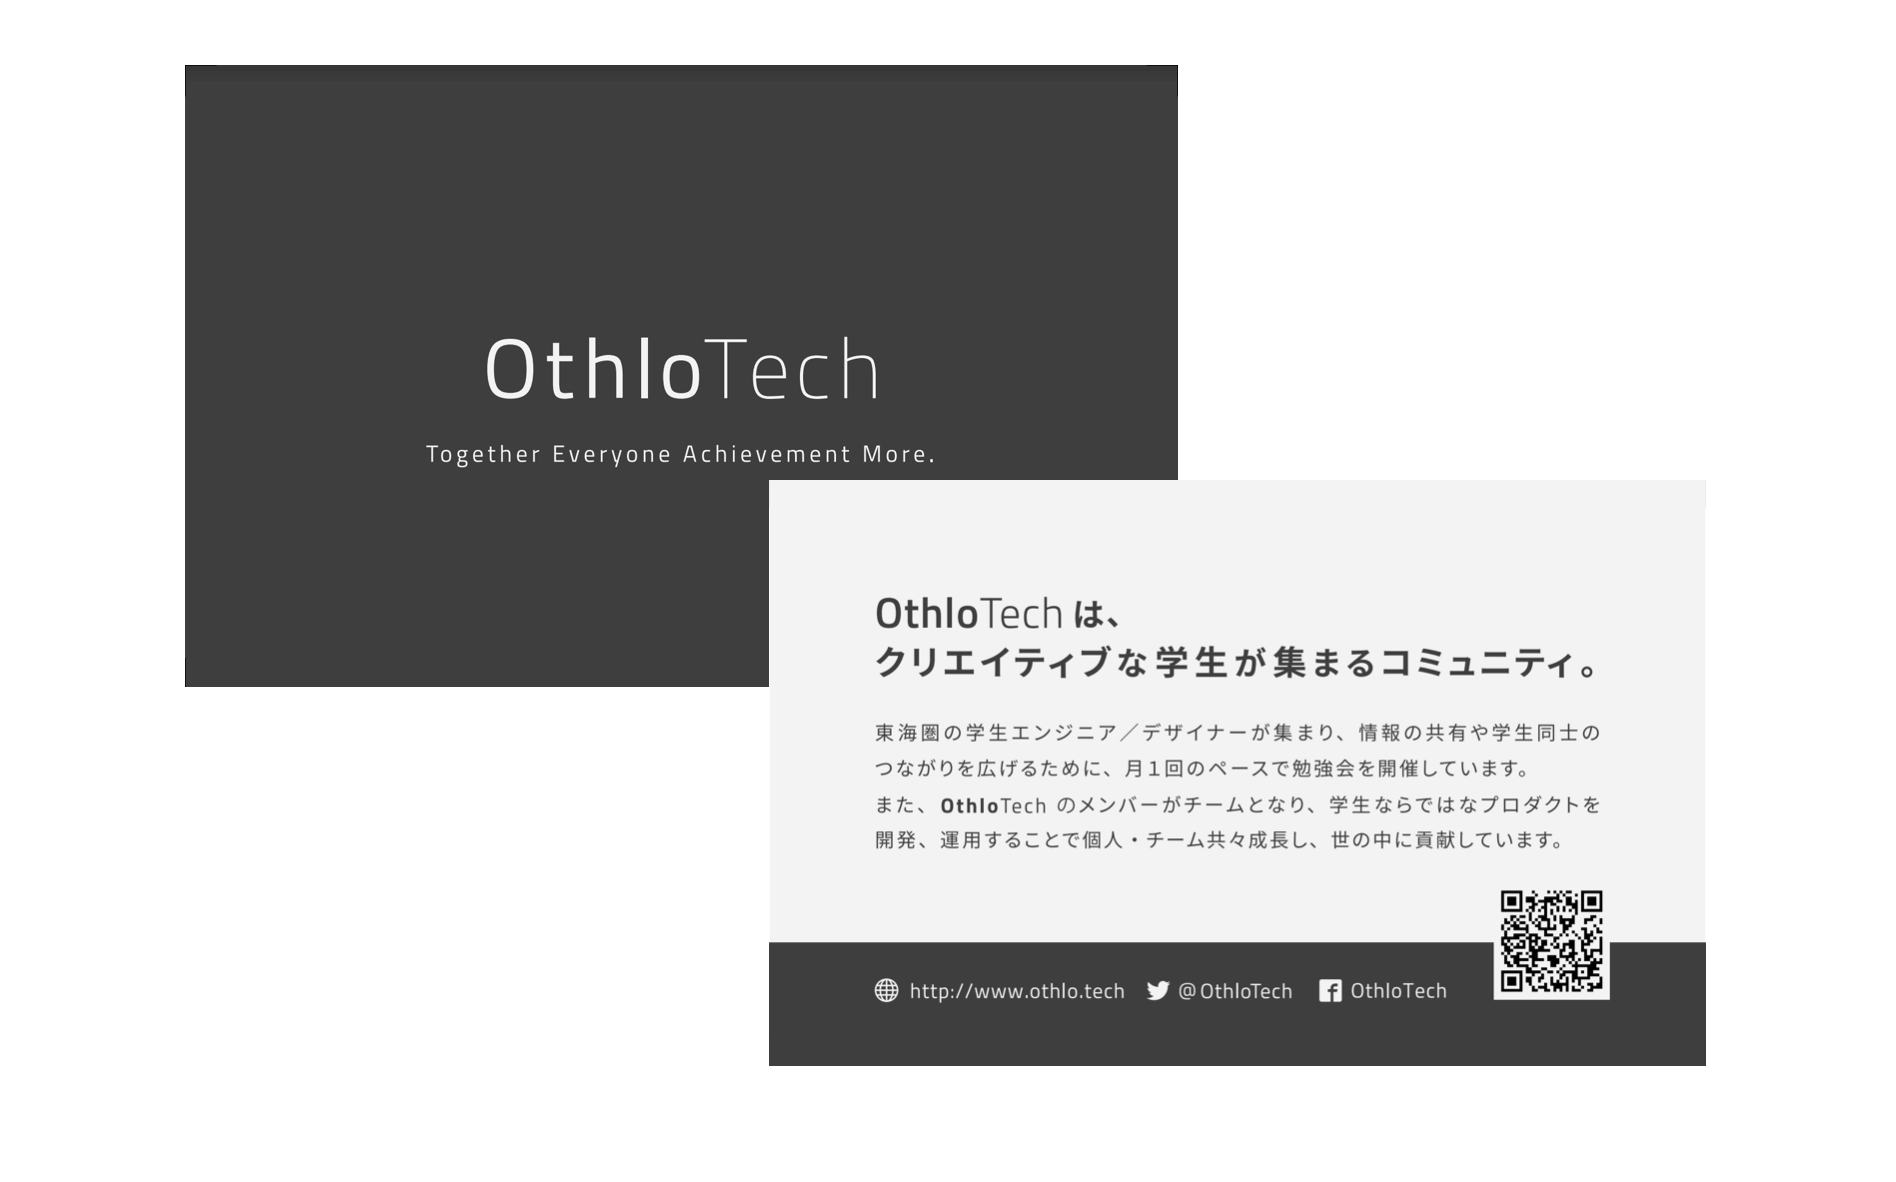 OthloTech
Together Everyone Achievement More.
OthloTech は、
クリエイティブな学生が集まるコミュニティ。
東海圏の学生エンジニア／デザイナーが集まり、情報の共有や学生同士の
つながりを広げるために、月１回のペースで勉強会を開催しています。
また、OthloTech のメンバーがチームとなり、学生ならではなプロダクトを
開発、運用することで個人・チーム共々成長し、世の中に貢献しています。
http://www.othlo.tech @OthloTech OthloTech